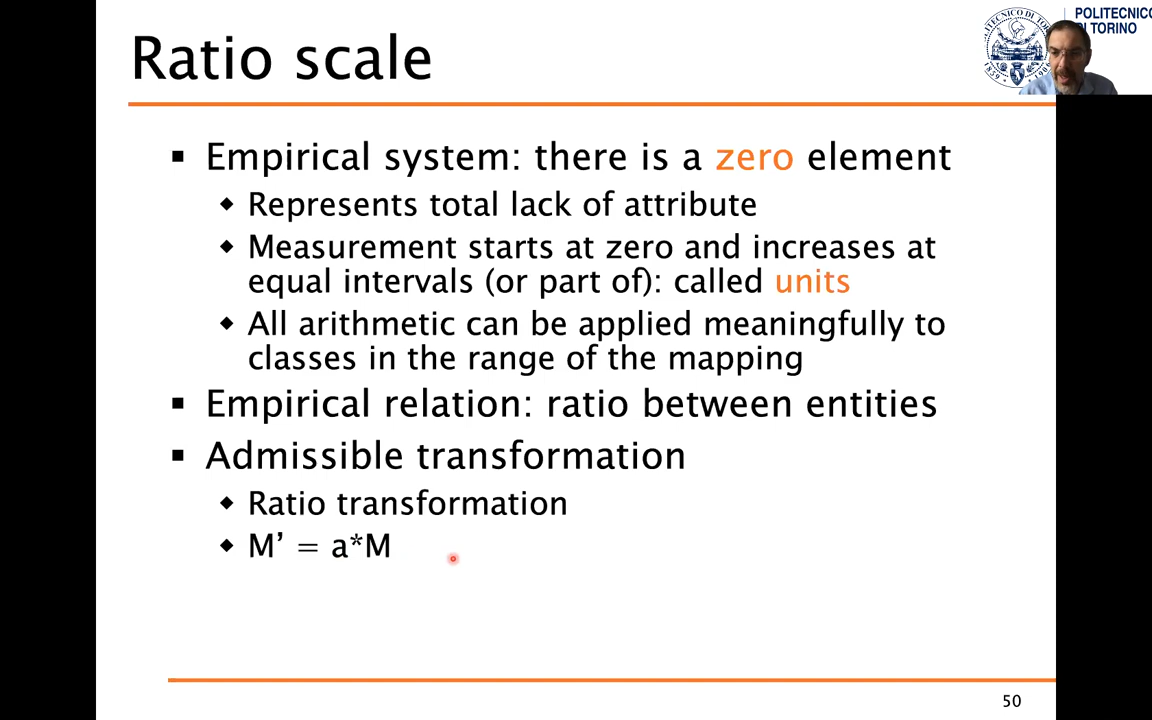 Ratio scale
POLITECNICO
DI TORINO
▪ Empirical system: there is a zero element
◆ Represents total lack of attribute
◆ Measurement starts at zero and increases at
equal intervals (or part of): called units
◆ All arithmetic can be applied meaningfully to
classes in the range of the mapping
▪ Empirical relation: ratio between entities
▪ Admissible transformation
◆ Ratio transformation
◆ M’ = a*M
50